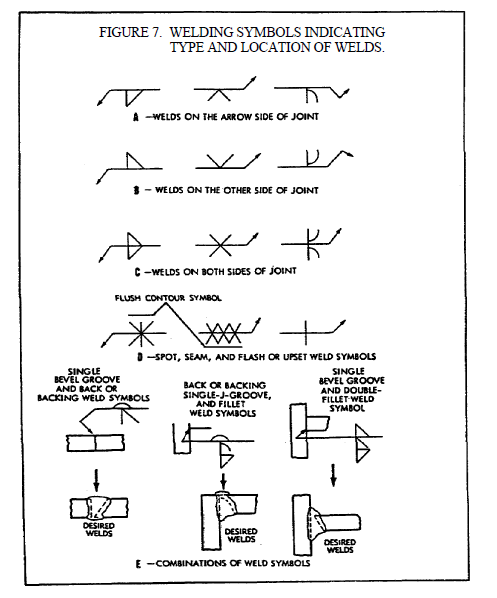 FIGURE 7. WELDING SYMBOLS INDICATING
TYPE AND LOCATION OF WELDS.
A –WELDS ON THE ARROW SIDE OF JOINT
B – WELDS ON THE OTHER SIDE OF JOINT
C –WELDS ON BOTH SIDES OF JOINT
FLUSH CONTOUR SYMBOL
D –SPOT, SEAM, AND FLASH OR UPSET WELD SYMBOLS
SINGLE
BEVEL GROOVE
AND BACK OR
BACKING WELD SYMBOLS
BACK OR BACKING
SINGLE-J-GROOVE,
AND FILLET
WELD SYMBOLS
SINGLE
BEVEL GROOVE
AND DOUBLE-
FILLET-WELD
SYMBOL
DESIRED
WELDS
DESIRED
WELDS
DESIRED
WELDS
E –COMBINATIONS OF WELD SYMBOLS